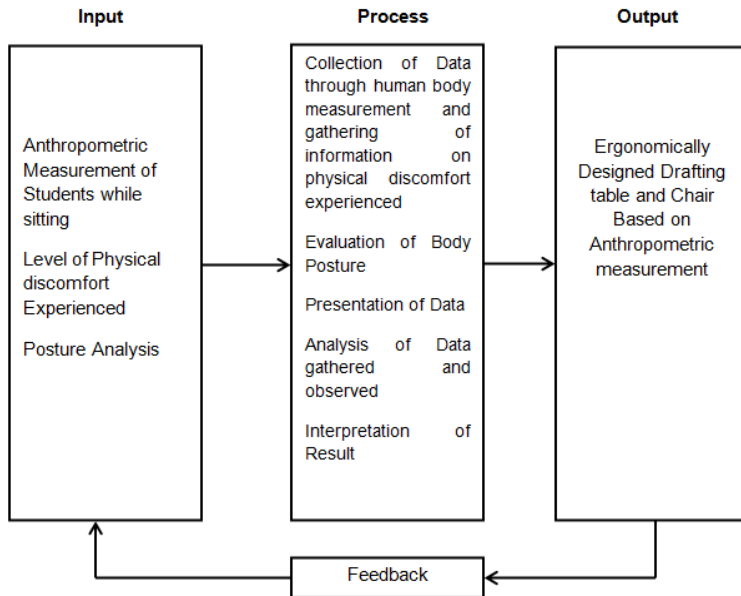 Input
Process
Output
Anthropometric
Measurement of
Students while
sitting
Level of Physical
discomfort
Experienced
Posture Analysis
Collection of Data
through human body
measurement and
gathering of
information on
physical discomfort
experienced
Evaluation of Body
Posture
Presentation of Data
Analysis of Data
gathered and
observed
Interpretation of
Result
Ergonomically
Designed Drafting
table and Chair
Based on
Anthropometric
measurement
Feedback